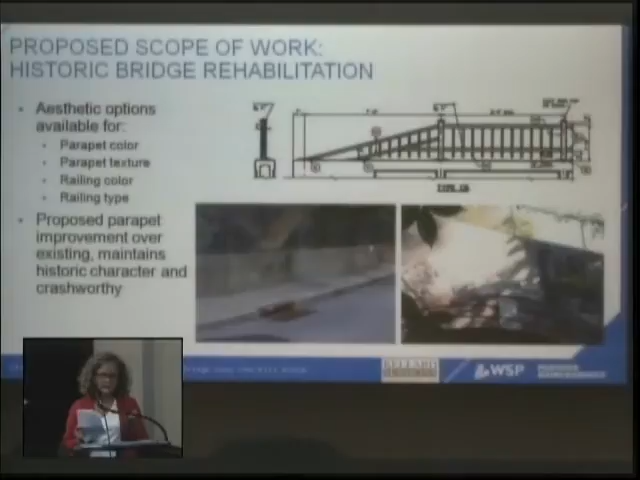 PROPOSED SCOPE OF WORK:
HISTORIC BRIDGE REHABILITATION
Aesthetic options
available for:
Parapet color
Parapet texture
Railing color
Railing type
Proposed parapet
improvement over
existing, maintains
historic character and
crashworthy
WSP